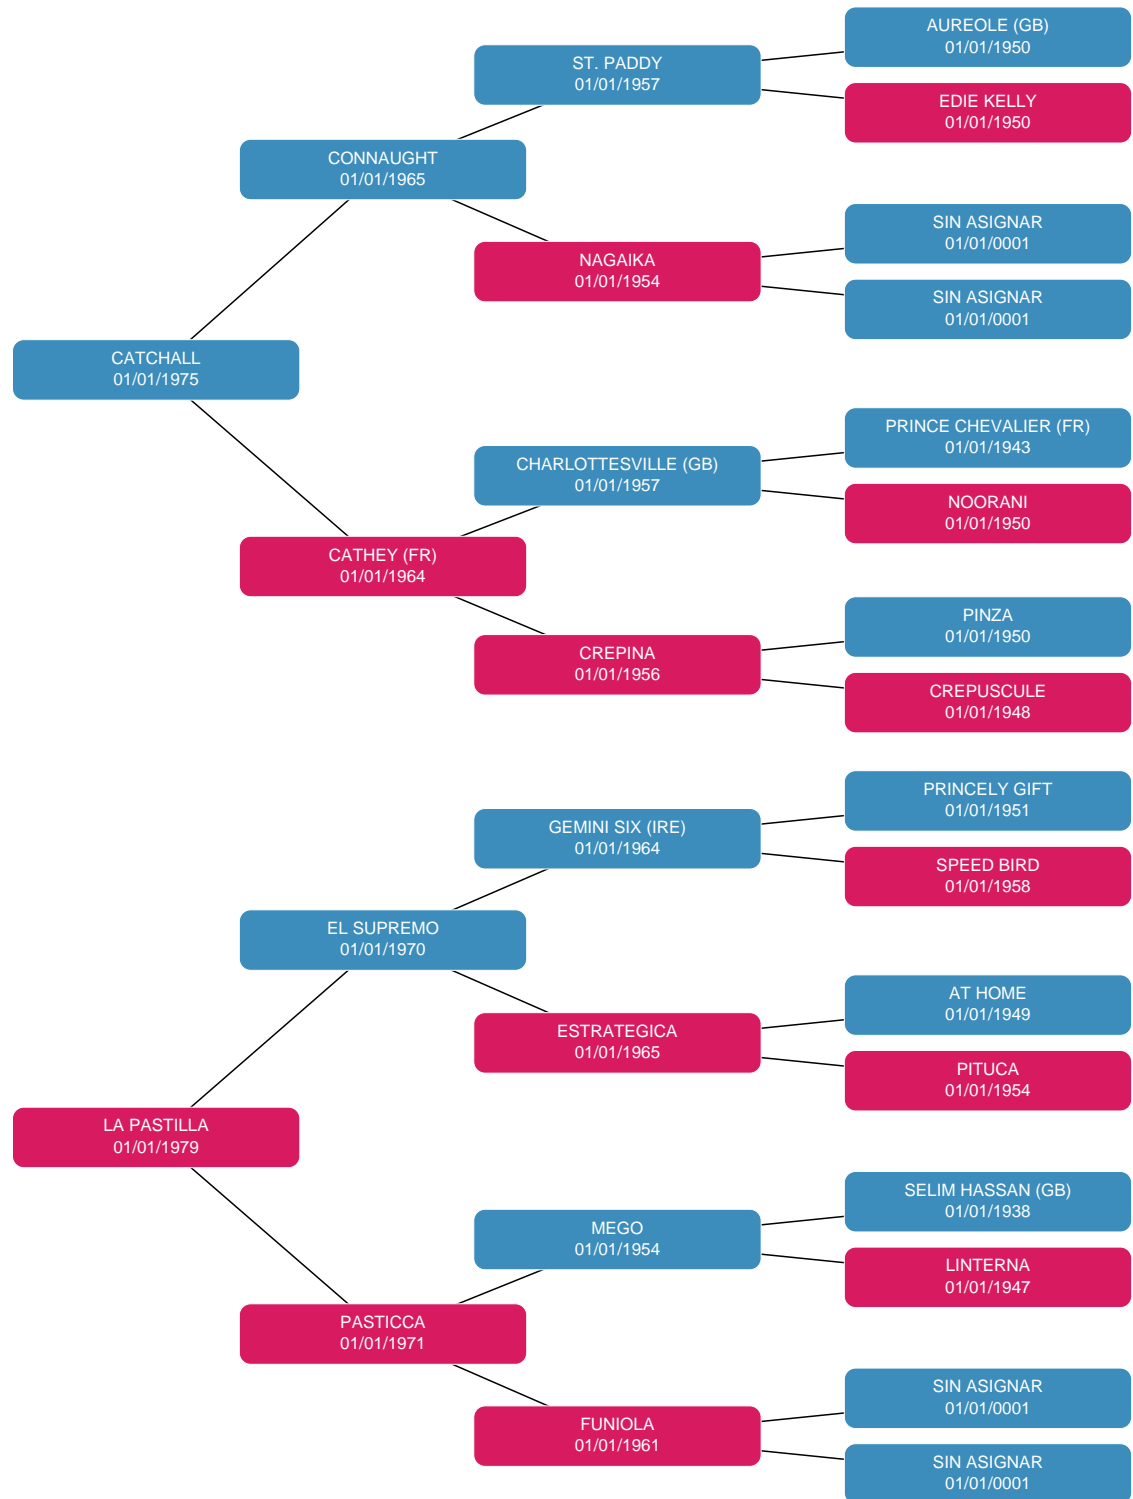 AUREOLE (GB)
01/01/1950
ST. PADDY
01/01/1957
EDIE KELLY
01/01/1950
CONNAUGHT
01/01/1965
SIN ASIGNAR
01/01/0001
NAGAIKA
01/01/1954
SIN ASIGNAR
01/01/0001
CATCHALL
01/01/1975
PRINCE CHEVALIER (FR)
01/01/1943
CHARLOTTESVILLE (GB)
01/01/1957
NOORANI
01/01/1950
CATHEY (FR)
01/01/1964
PINZA
01/01/1950
CREPINA
01/01/1956
CREPUSCULE
01/01/1948
PRINCELY GIFT
01/01/1951
GEMINI SIX (IRE)
01/01/1964
SPEED BIRD
01/01/1958
EL SUPREMO
01/01/1970
AT HOME
01/01/1949
ESTRATEGICA
01/01/1965
PITUCA
01/01/1954
LA PASTILLA
01/01/1979
SELIM HASSAN (GB)
01/01/1938
MEGO
01/01/1954
LINTERNA
01/01/1947
PASTICCA
01/01/1971
SIN ASIGNAR
01/01/0001
FUNIOLA
01/01/1961
SIN ASIGNAR
01/01/0001